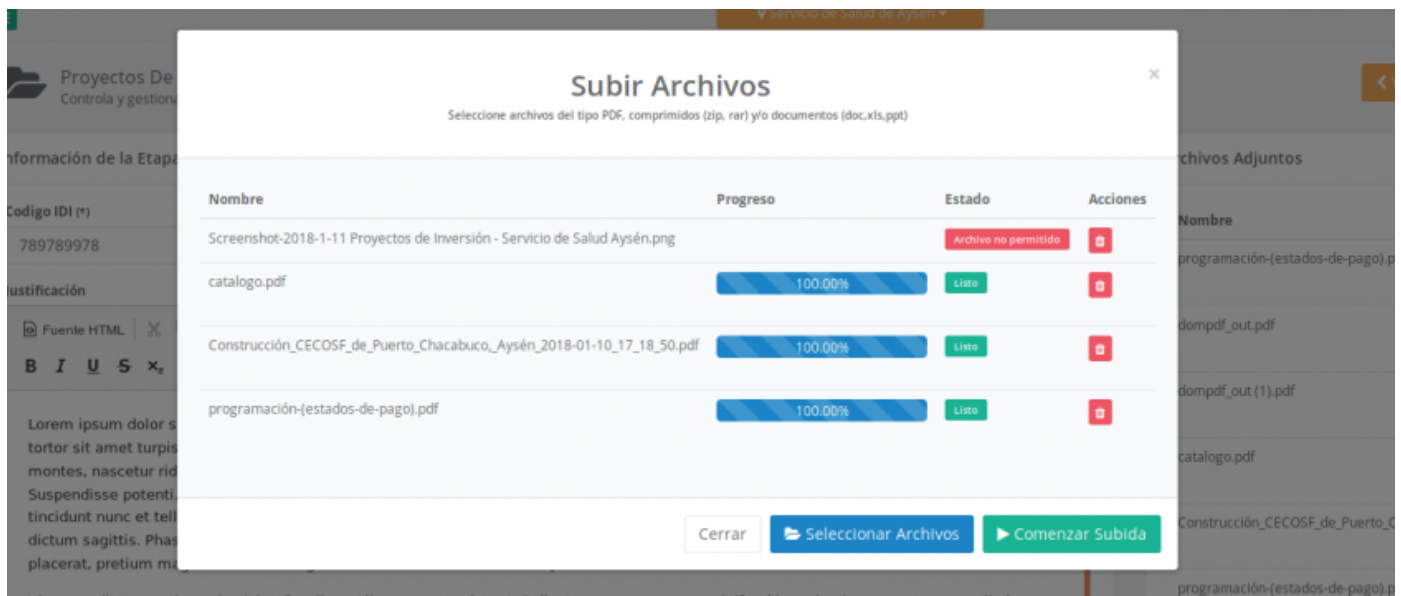 Servicio de Salud de Aysén
Proyectos De
Controla y gestiona
Subir Archivos
×
Seleccione archivos del tipo PDF, comprimidos (zip, rar) y/o documentos (doc,xls,ppt)
nformación de la Etapa
Codigo IDI (*)
789789978
Justificación
Fuente HTML
B I U S x
Lorem ipsum dolor s
tortor sit amet turpis
montes, nascetur rid
Suspendisse potenti.
tincidunt nunc et tell
dictum sagittis. Phas
placerat, pretium ma
Nombre Progreso Estado Acciones
Screenshot-2018-1-11 Proyectos de Inversión - Servicio de Salud Aysén.png Archivo no permitido
catalogo.pdf 100.00% Listo
Construcción_CECOSF_de_Puerto_Chacabuco,_Aysén_2018-01-10_17_18_50.pdf 100.00% Listo
programación-(estados-de-pago).pdf 100.00% Listo
Cerrar Seleccionar Archivos Comenzar Subida
rchivos Adjuntos
Nombre
programación-(estados-de-pago).p
dompdf_out.pdf
dompdf_out (1).pdf
catalogo.pdf
Construcción_CECOSF_de_Puerto_C
programación-(estados-de-pago).p